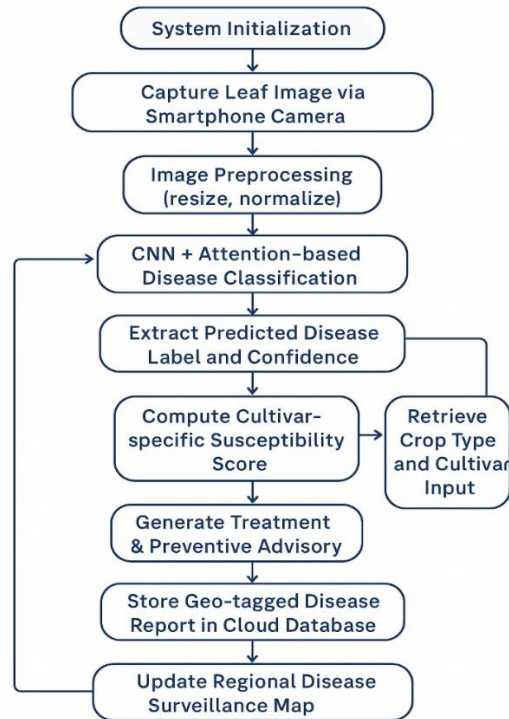 System Initialization
Capture Leaf Image via
Smartphone Camera
Image Preprocessing
(resize, normalize)
CNN + Attention-based
Disease Classification
Extract Predicted Disease
Label and Confidence
Compute Cultivar-
specific Susceptibility
Score
Retrieve
Crop Type
and Cultivar
Input
Generate Treatment
& Preventive Advisory
Store Geo-tagged Disease
Report in Cloud Database
Update Regional Disease
Surveillance Map